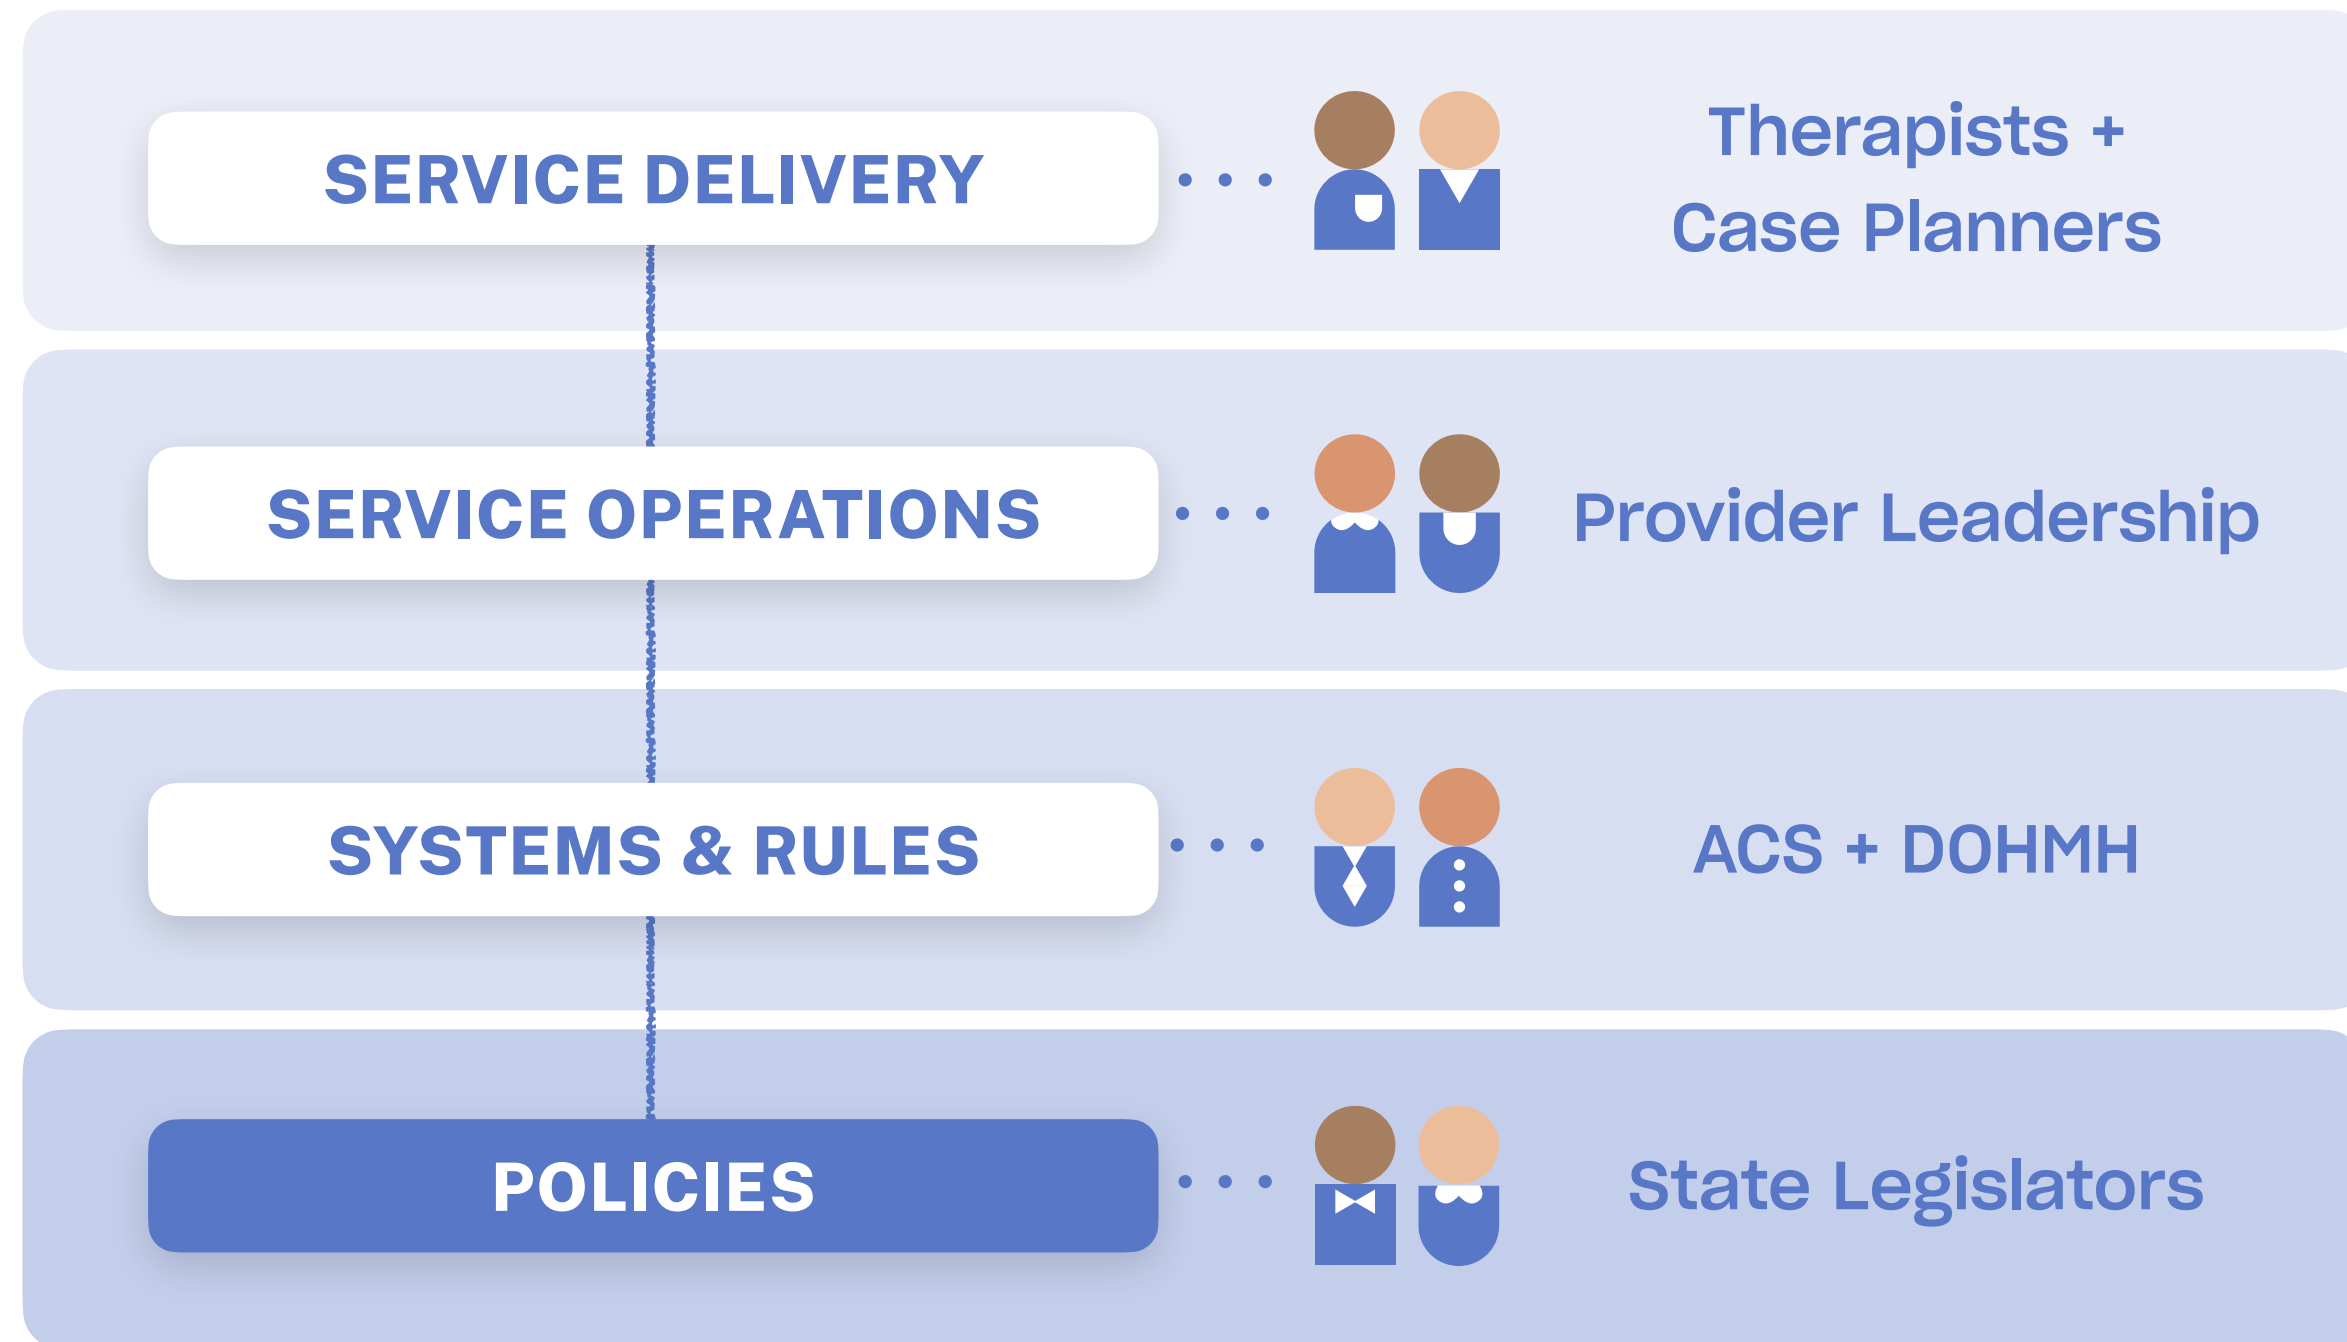 SERVICE DELIVERY
Therapists +
Case Planners
SERVICE OPERATIONS
Provider Leadership
SYSTEMS & RULES
ACS + DOHMH
POLICIES
State Legislators